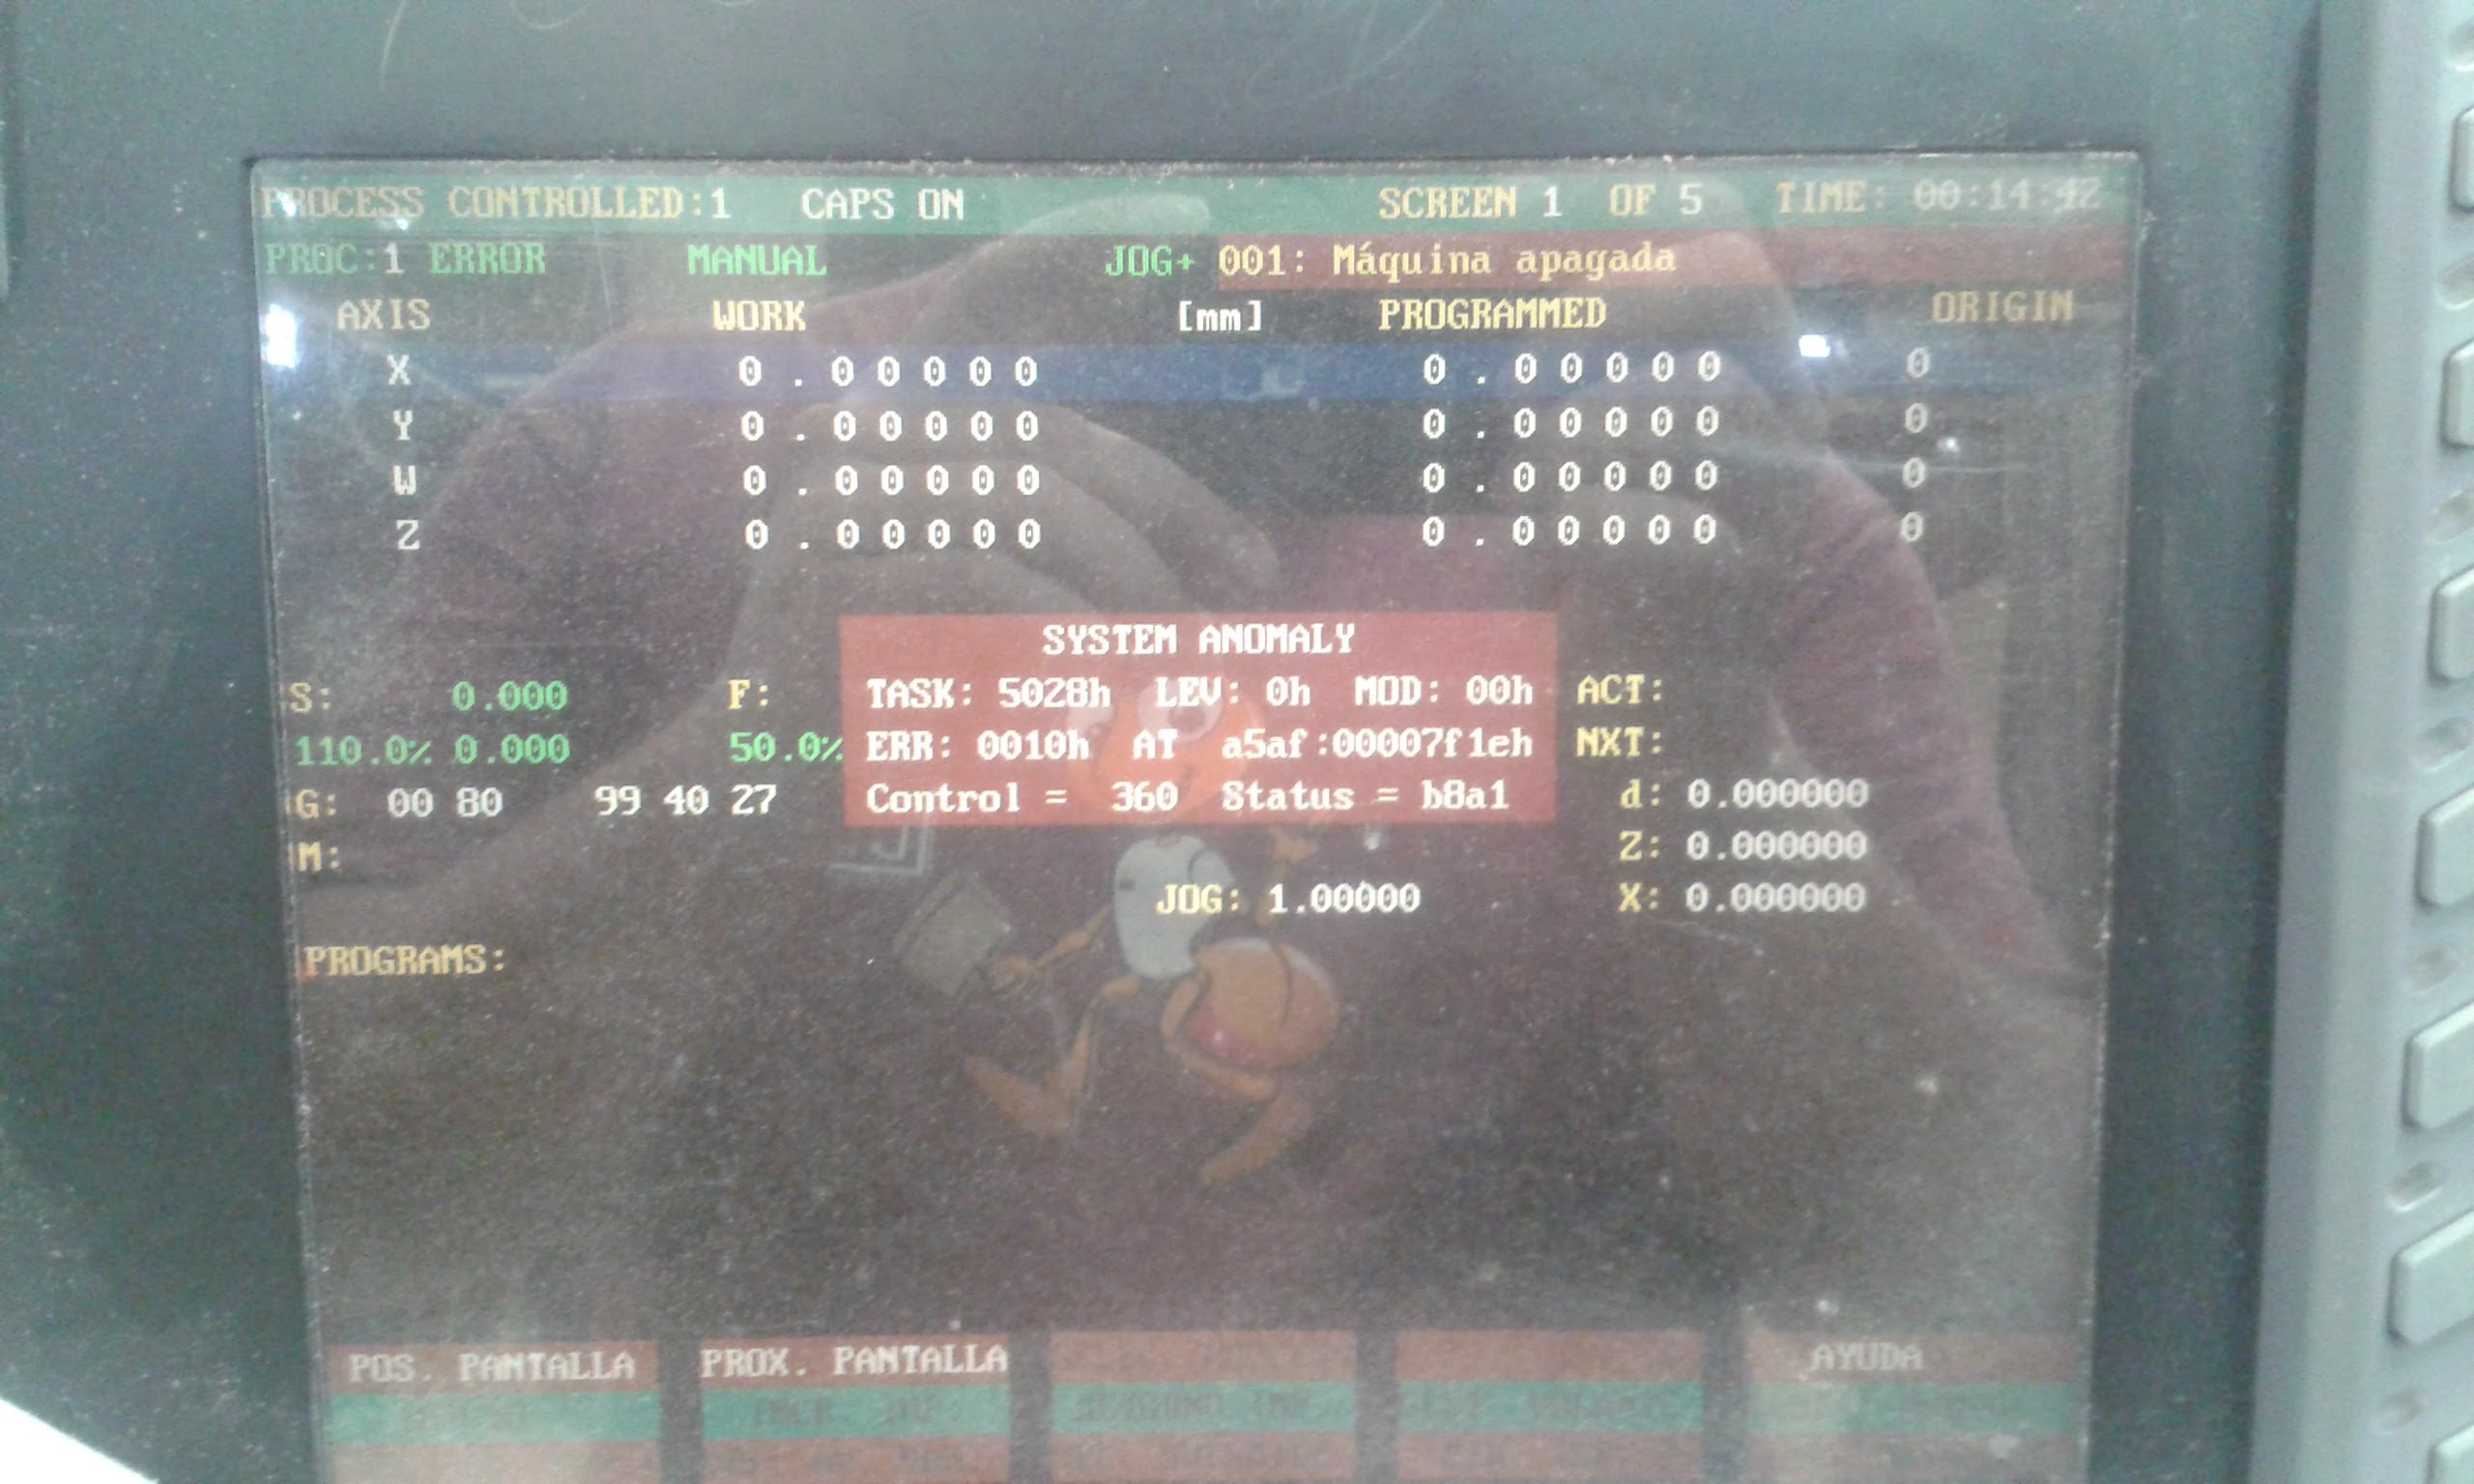 PROCESS CONTROLLED:1 CAPS ON SCREEN 1 OF 5 TIME: 00:14:42
PROC:1 ERROR MANUAL JOG+ 001: Máquina apagada
AXIS WORK [mm] PROGRAMMED ORIGIN
X 0.00000 0.00000 0
Y 0.00000 0.00000 0
W 0.00000 0.00000 0
Z 0.00000 0.00000 0
SYSTEM ANOMALY
S: 0.000 F: TASK: 5028h LEV: 0h MOD: 00h ACT:
110.0% 0.000 50.0% ERR: 0010h AT a5af:00007f1eh NXT:
G: 00 80 99 40 27 Control = 360 Status = b8a1 d: 0.000000
M: Z: 0.000000
JOG: 1.00000 X: 0.000000
PROGRAMS:
POS. PANTALLA PROX. PANTALLA AYUDA